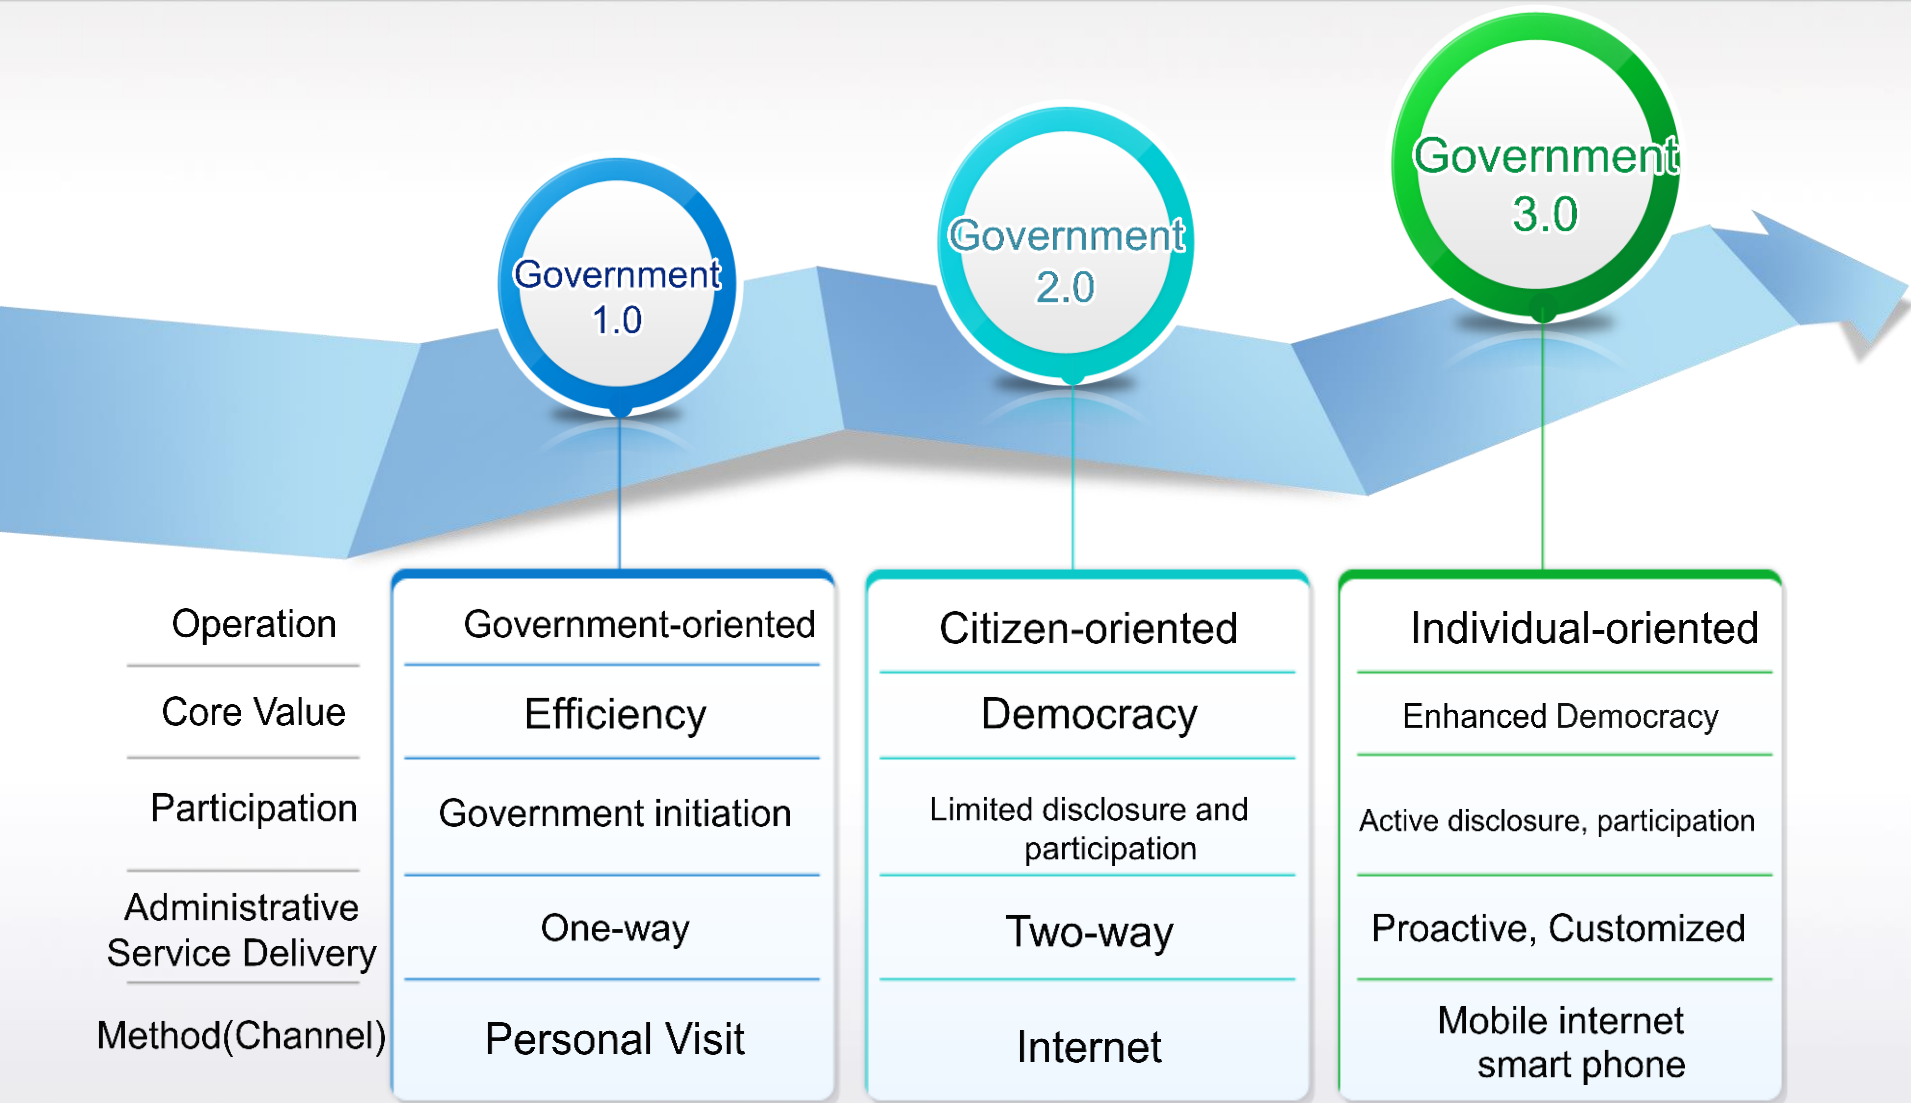 Government
1.0
Government
2.0
Government
3.0
Operation
Government-oriented
Citizen-oriented
Individual-oriented
Core Value
Efficiency
Democracy
Enhanced Democracy
Participation
Government initiation
Limited disclosure and
participation
Active disclosure, participation
Administrative
Service Delivery
One-way
Two-way
Proactive, Customized
Method(Channel)
Personal Visit
Internet
Mobile internet
smart phone